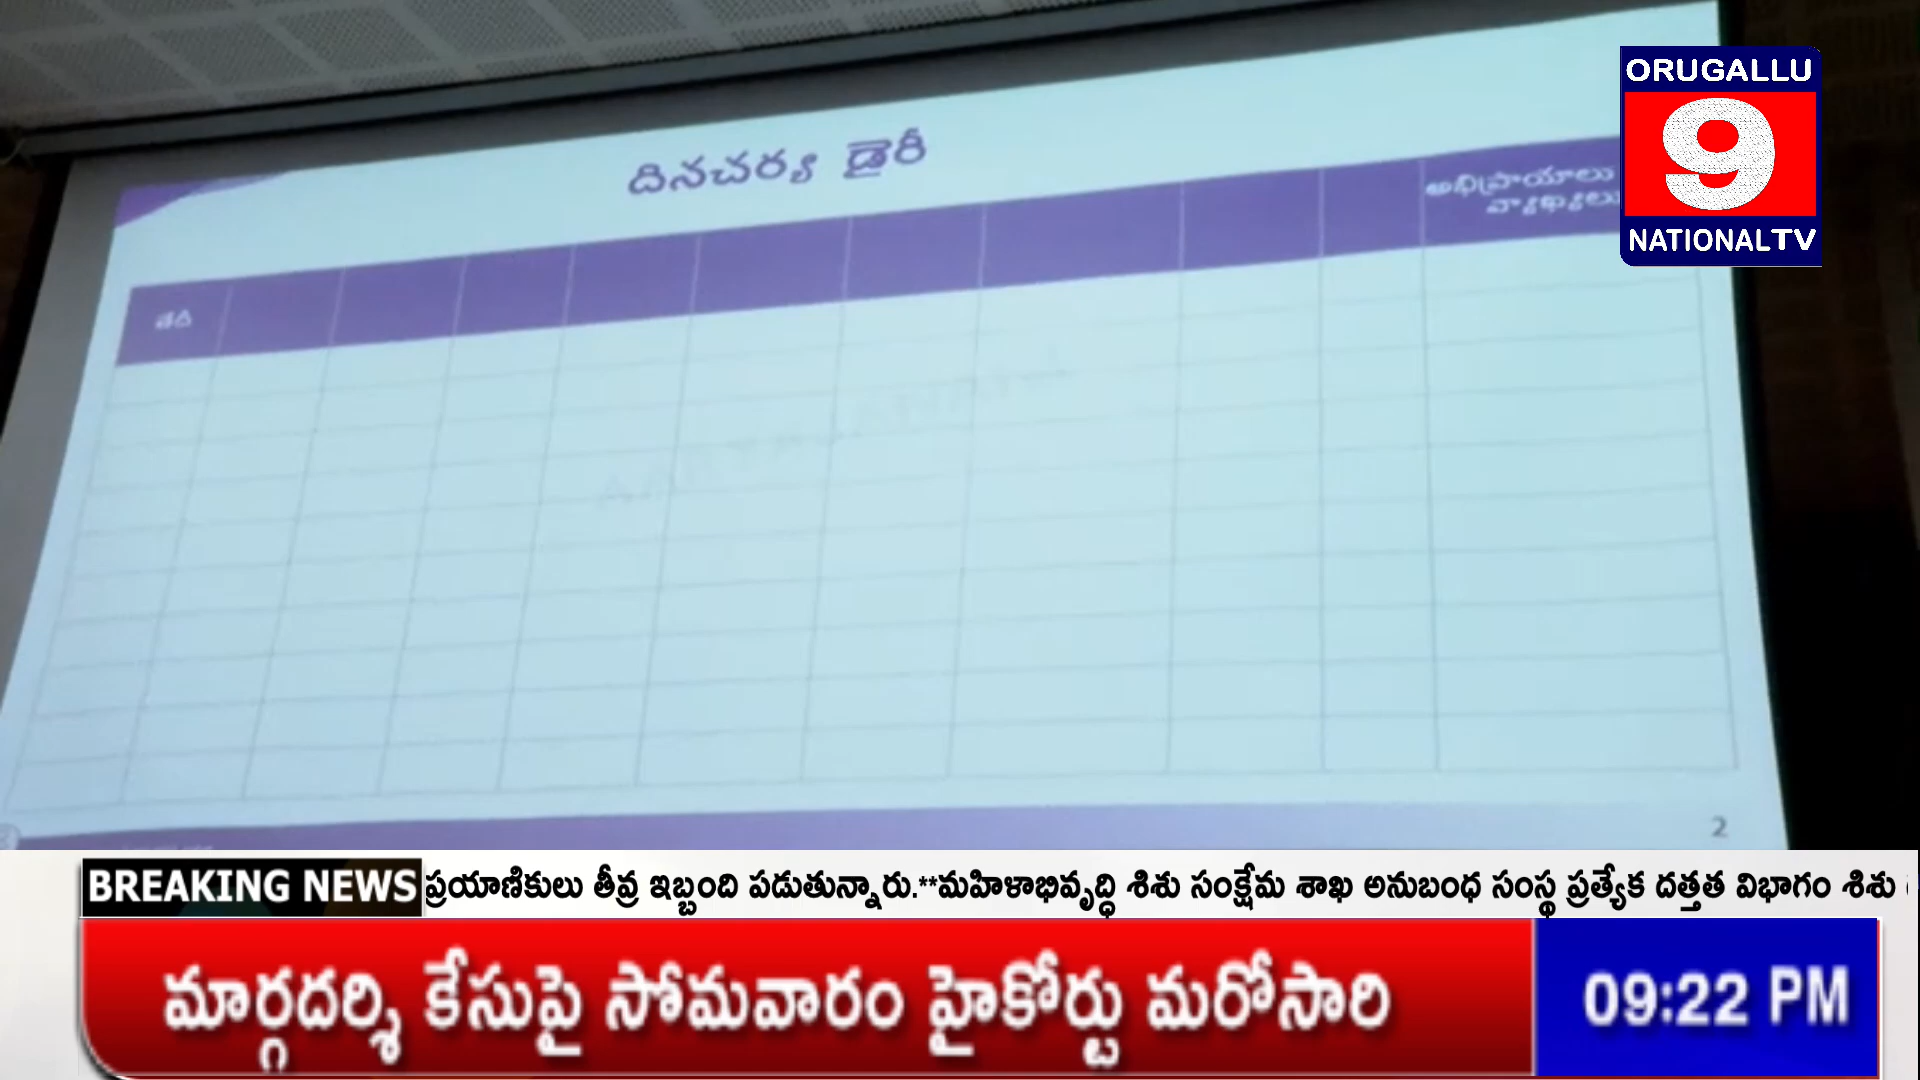 ORUGALLU
9
NATIONALTV
దినచర్య డైరీ
తేదీ
అభిప్రాయాలు
వ్యాఖ్యలు
2
BREAKING NEWS
ప్రయాణికులు తీవ్ర ఇబ్బంది పడుతున్నారు.**మహిళాభివృద్ధి శిశు సంక్షేమ శాఖ అనుబంధ సంస్థ ప్రత్యేక దత్తత విభాగం శిశు
మార్గదర్శి కేసుపై సోమవారం హైకోర్టు మరోసారి
09:22 PM